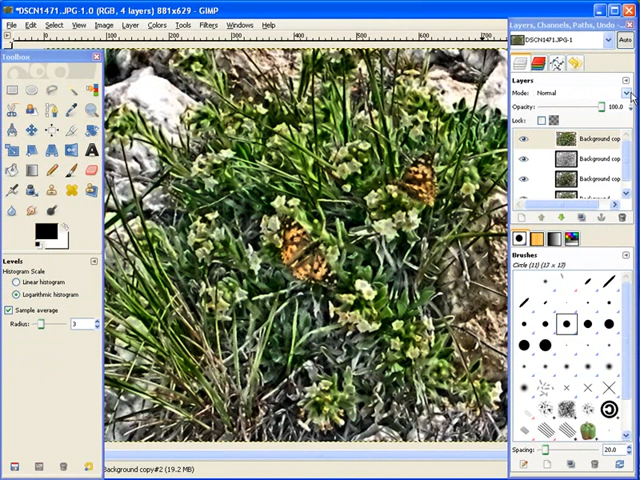 *DSCN1471.JPG-1.0 (RGB, 4 layers) 881x629 – GIMP
File Edit Select View Image Layer Colors Tools Filters Windows Help
Toolbox
Levels
Histogram Scale
Linear histogram
Logarithmic histogram
Sample average
Radius: 3
Background copy#2 (19.2 MB)
Layers, Channels, Paths, Undo -...
DSCN1471.JPG-1 Auto
Layers
Mode: Normal
Opacity: 100.0
Lock:
Background cop
Background cop
Background cop
Brushes
Circle (11) (13 × 13)
Spacing: 20.0